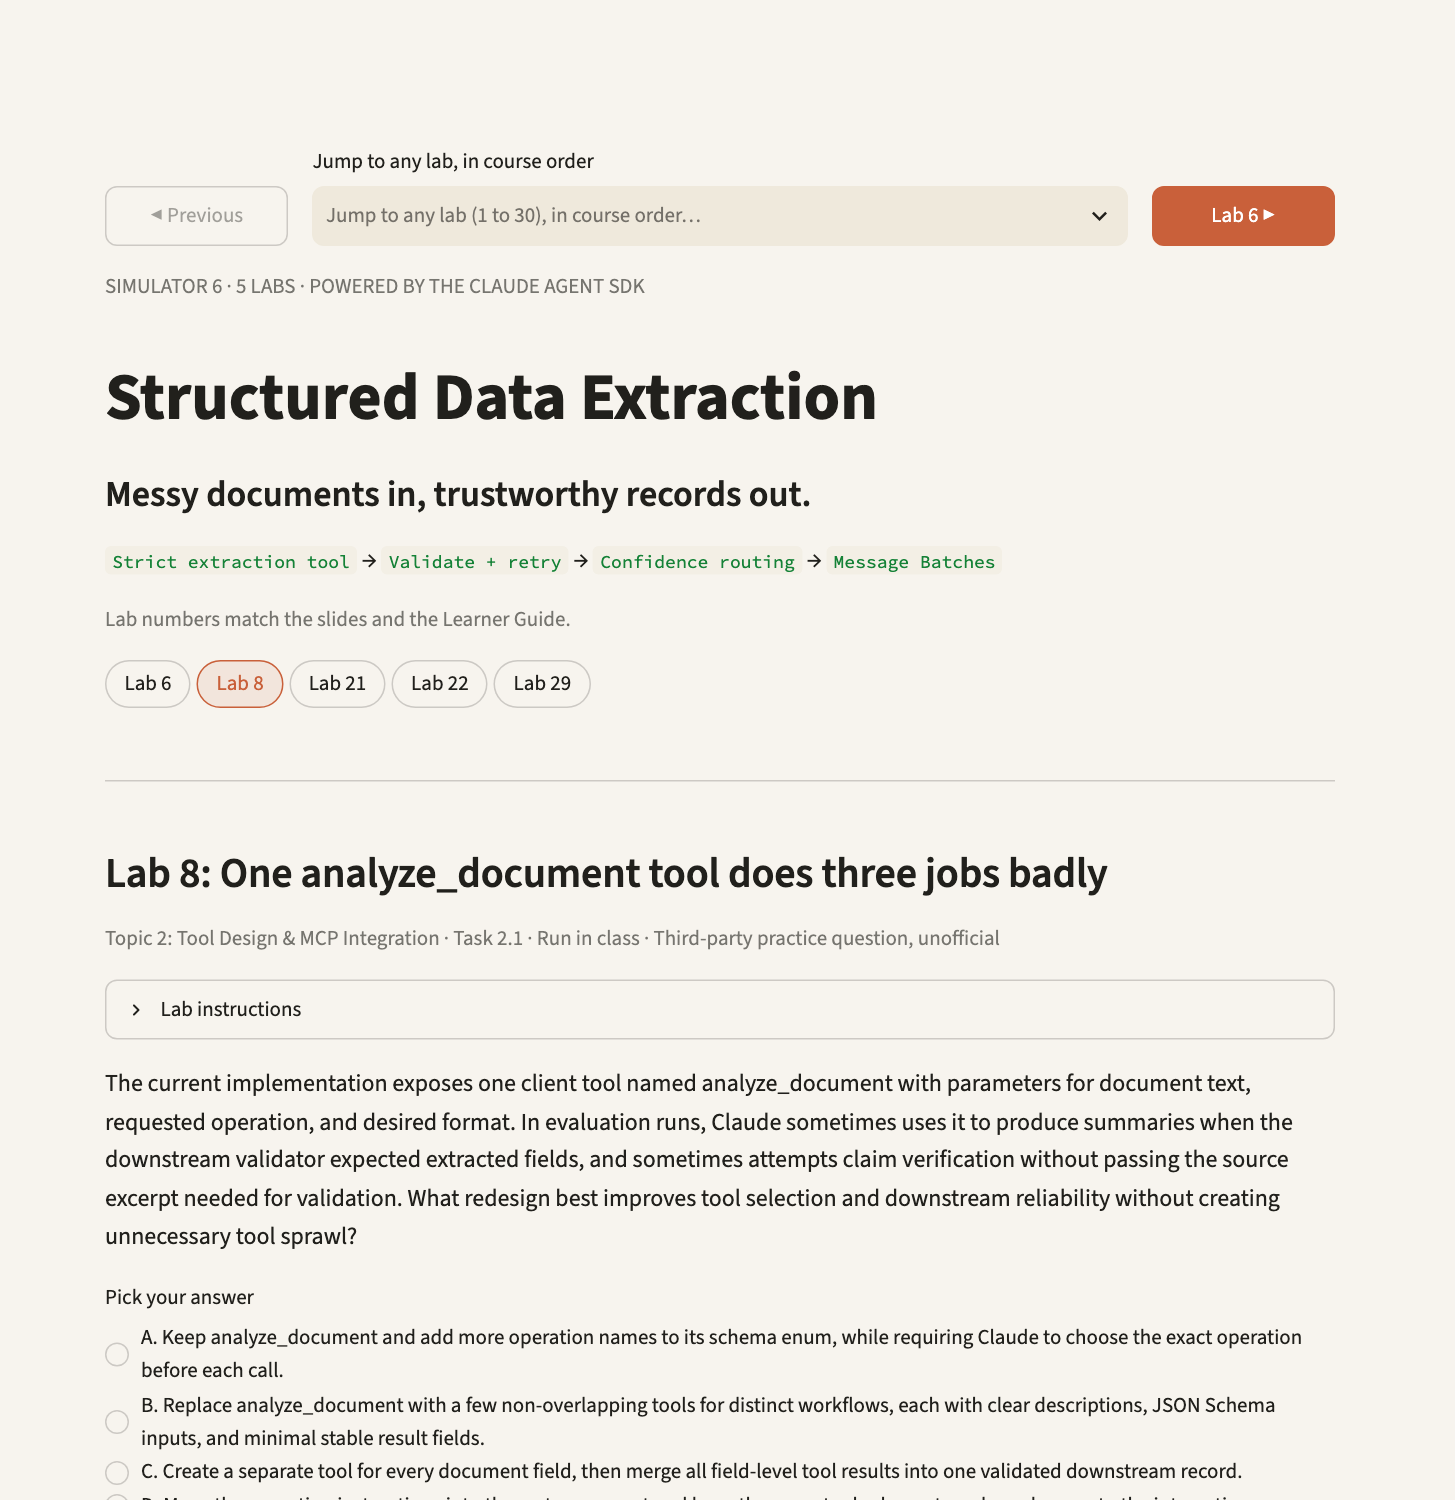 Jump to any lab, in course order
◄ Previous
Jump to any lab (1 to 30), in course order…
Lab 6 ►
SIMULATOR 6 · 5 LABS · POWERED BY THE CLAUDE AGENT SDK
Structured Data Extraction
Messy documents in, trustworthy records out.
Strict extraction tool → Validate + retry → Confidence routing → Message Batches
Lab numbers match the slides and the Learner Guide.
Lab 6 Lab 8 Lab 21 Lab 22 Lab 29
Lab 8: One analyze_document tool does three jobs badly
Topic 2: Tool Design & MCP Integration · Task 2.1 · Run in class · Third-party practice question, unofficial
Lab instructions
The current implementation exposes one client tool named analyze_document with parameters for document text,
requested operation, and desired format. In evaluation runs, Claude sometimes uses it to produce summaries when the
downstream validator expected extracted fields, and sometimes attempts claim verification without passing the source
excerpt needed for validation. What redesign best improves tool selection and downstream reliability without creating
unnecessary tool sprawl?
Pick your answer
A. Keep analyze_document and add more operation names to its schema enum, while requiring Claude to choose the exact operation
before each call.
B. Replace analyze_document with a few non-overlapping tools for distinct workflows, each with clear descriptions, JSON Schema
inputs, and minimal stable result fields.
C. Create a separate tool for every document field, then merge all field-level tool results into one validated downstream record.